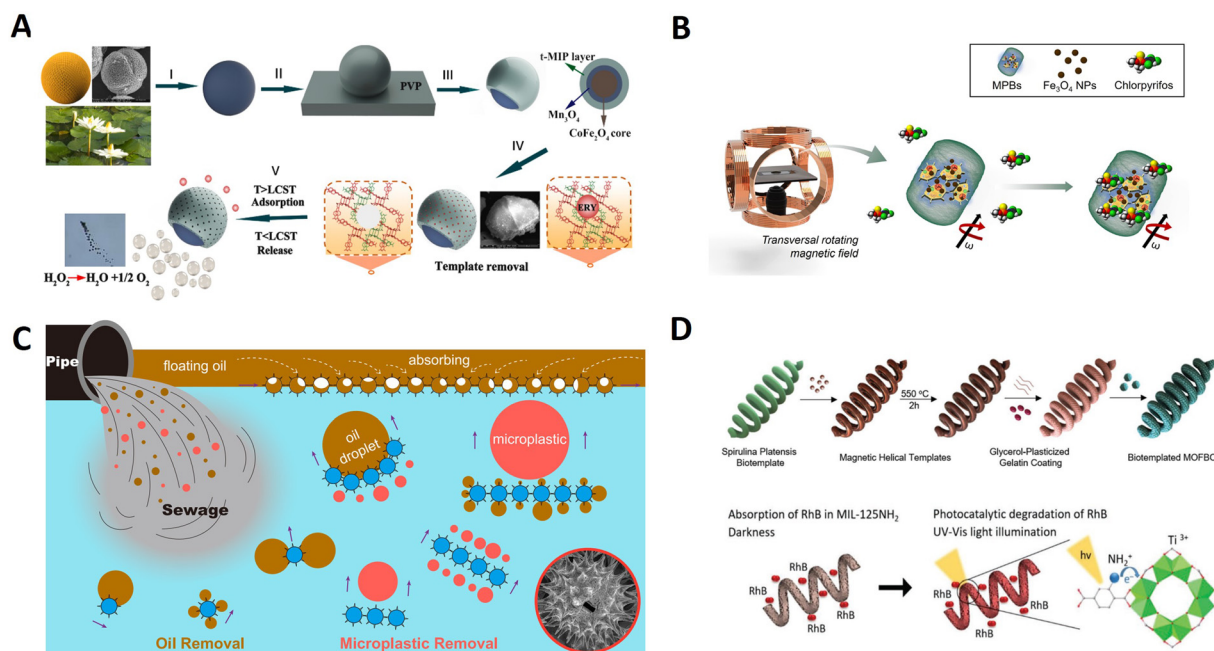 A
I
II
PVP
III
t-MIP layer
Mn₃O₄
CoFe₂O₄ core
IV
ERY
Template removal
V
T>LCST
Adsorption
T<LCST
Release
H₂O₂→H₂O +1/2 O₂
B
MPBs
Fe₃O₄ NPs
Chlorpyrifos
Transversal rotating
magnetic field
ω
ω
C
Pipe
floating oil
absorbing
oil
droplet
microplastic
Sewage
Oil Removal
Microplastic Removal
D
550 ºC
2h
Spirulina Platensis
Biotemplate
Magnetic Helical Templates
Glycerol-Plasticized
Gelatin Coating
Biotemplated MOFBC
Absorption of RhB in MIL-125NH₂
Darkness
RhB
RhB
RhB
RhB
RhB
Photocatalytic degradation of RhB
UV-Vis light illumination
RhB
RhB
RhB
RhB
RhB
hv
NH₂⁺
e⁻
Ti ³⁺